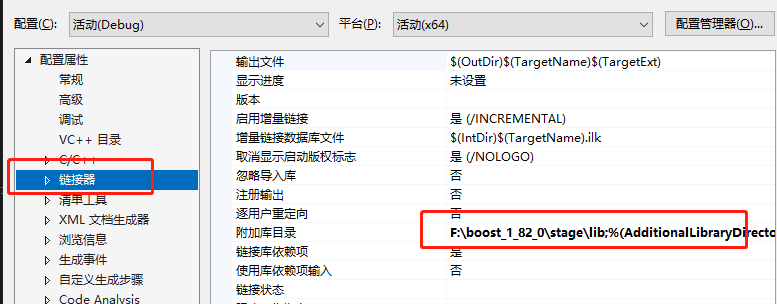 配置(C): 活动(Debug) 平台(P): 活动(x64) 配置管理器(O)...
配置属性
常规
高级
调试
VC++ 目录
C/C++
链接器
清单工具
XML 文档生成器
浏览信息
生成事件
自定义生成步骤
Code Analysis
输出文件 $(OutDir)$(TargetName)$(TargetExt)
显示进度 未设置
版本
启用增量链接 是 (/INCREMENTAL)
增量链接数据库文件 $(IntDir)$(TargetName).ilk
取消显示启动版权标志 是 (/NOLOGO)
忽略导入库 否
注册输出 否
逐用户重定向 否
附加库目录 F:\boost_1_82_0\stage\lib;%(AdditionalLibraryDirecto
链接库依赖项 是
使用库依赖项输入 否
链接状态